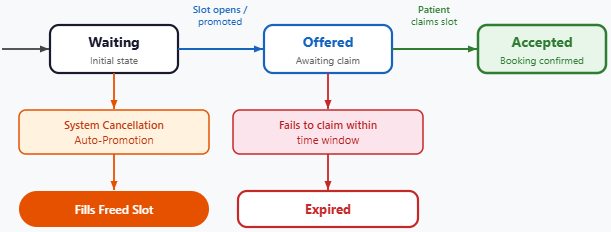 Slot opens /
promoted
Patient
claims slot
Waiting
Initial state
Offered
Awaiting claim
Accepted
Booking confirmed
System Cancellation
Auto-Promotion
Fails to claim within
time window
Fills Freed Slot
Expired